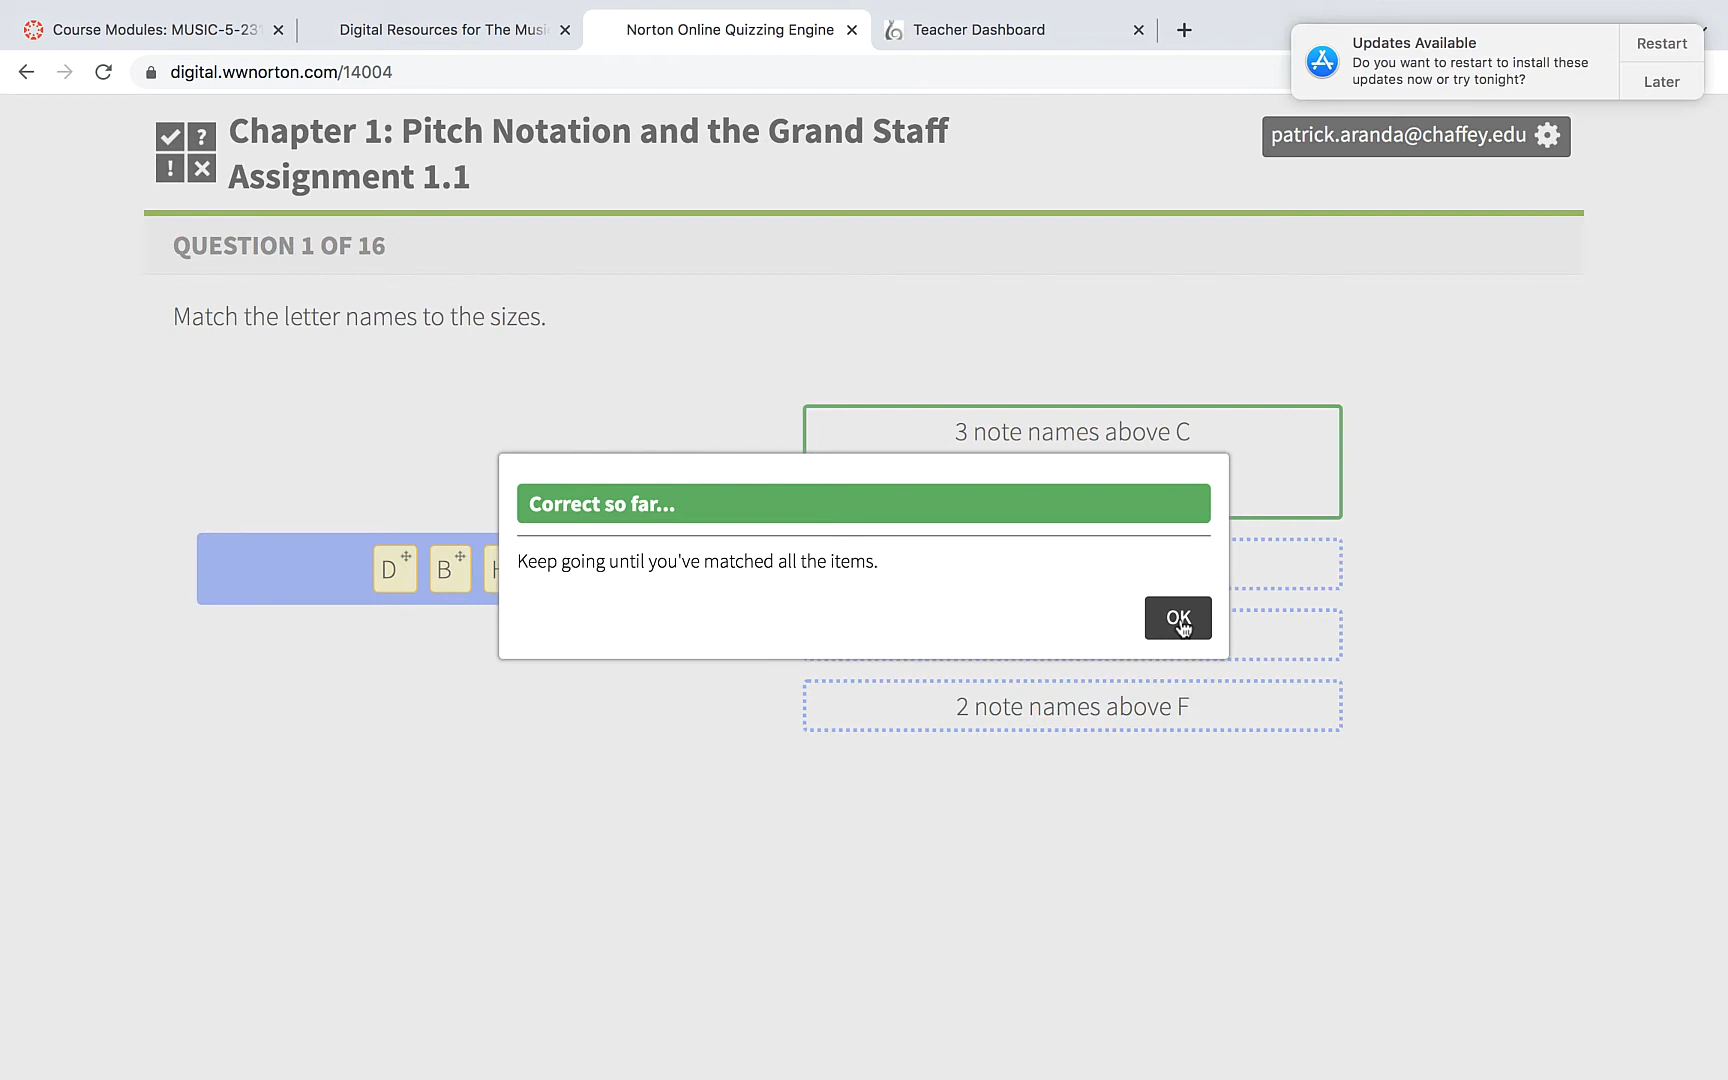 Course Modules: MUSIC-5-231
Digital Resources for The Musi
Norton Online Quizzing Engine
Teacher Dashboard
Updates Available
Do you want to restart to install these
updates now or try tonight?
Restart
Later
digital.wwnorton.com/14004
Chapter 1: Pitch Notation and the Grand Staff
Assignment 1.1
patrick.aranda@chaffey.edu
QUESTION 1 OF 16
Match the letter names to the sizes.
3 note names above C
Correct so far...
Keep going until you've matched all the items.
OK
D B
2 note names above F